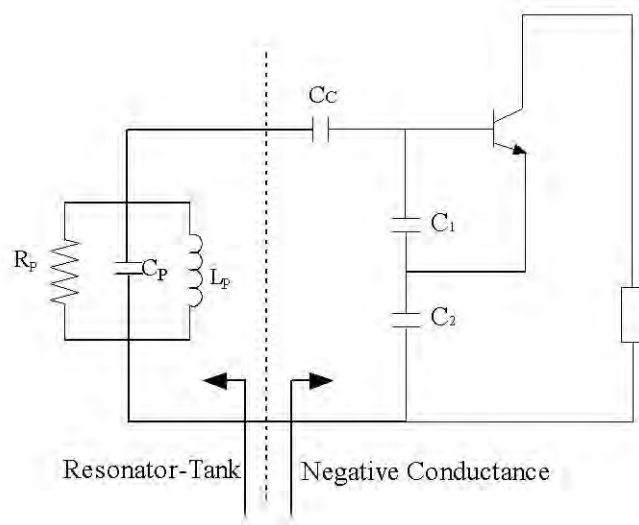 Cc
C₁
Rₚ
Cₚ
Lₚ
C₂
Resonator-Tank
Negative Conductance